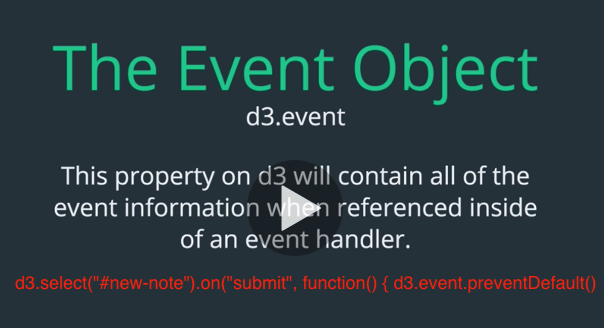 The Event Object
d3.event
This property on d3 will contain all of the
event information when referenced inside
of an event handler.
d3.select("#new-note").on("submit", function() { d3.event.preventDefault()